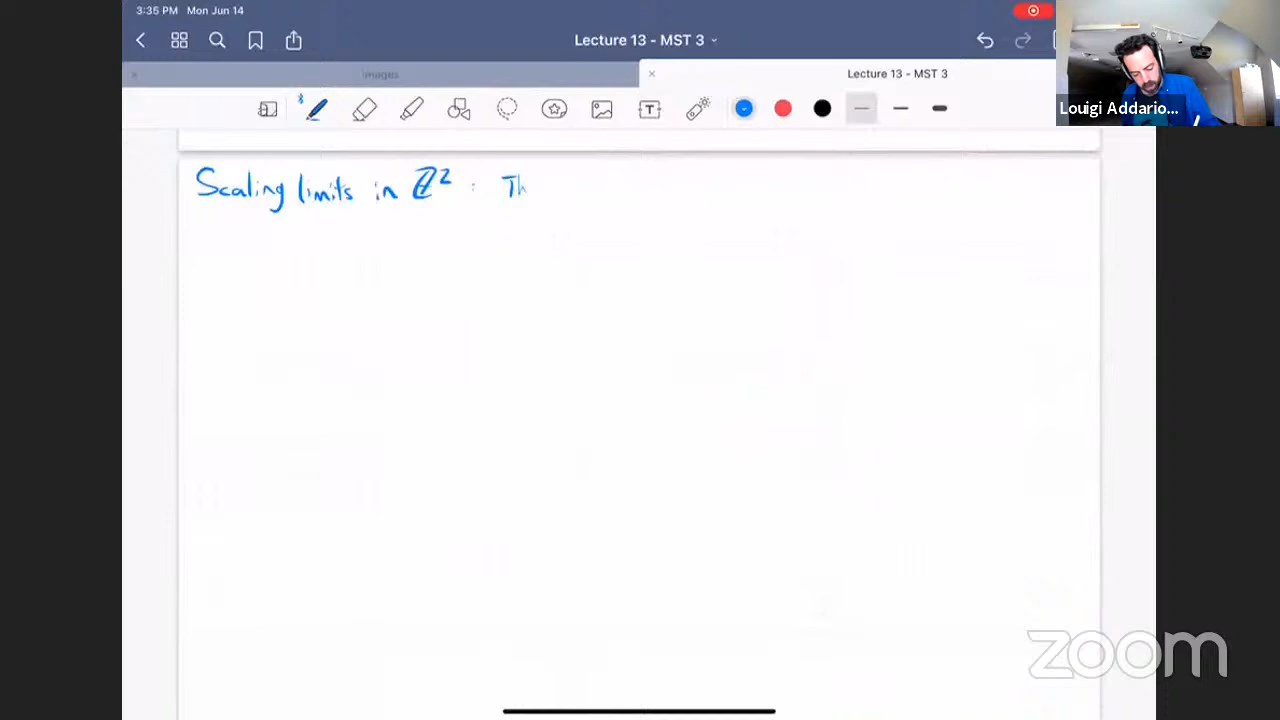 3:35 PM Mon Jun 14
Lecture 13 - MST 3
images
Lecture 13 - MST 3
Louigi Addario...
Scaling limits in ℤ² : Th
zoom